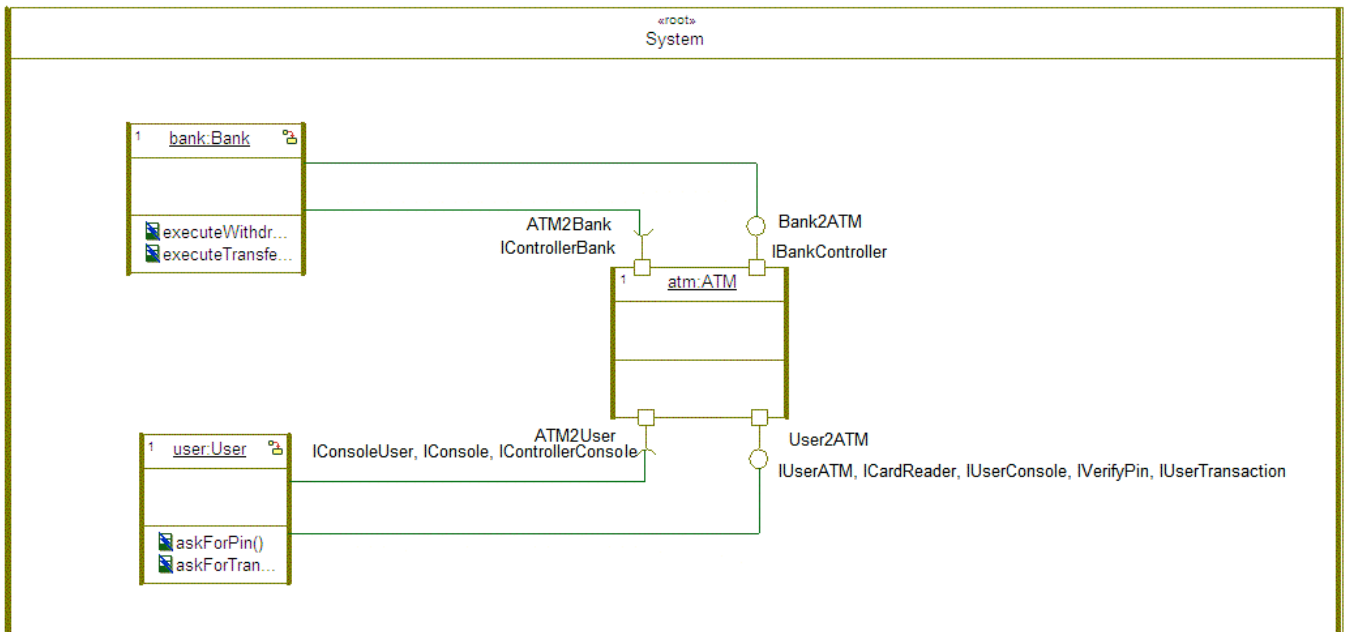 «root»
System
1
bank:Bank
executeWithdr...
executeTransfe...
ATM2Bank
IControllerBank
Bank2ATM
IBankController
1
atm:ATM
ATM2User
IConsoleUser, IConsole, IControllerConsole
User2ATM
IUserATM, ICardReader, IUserConsole, IVerifyPin, IUserTransaction
1
user:User
askForPin()
askForTran...